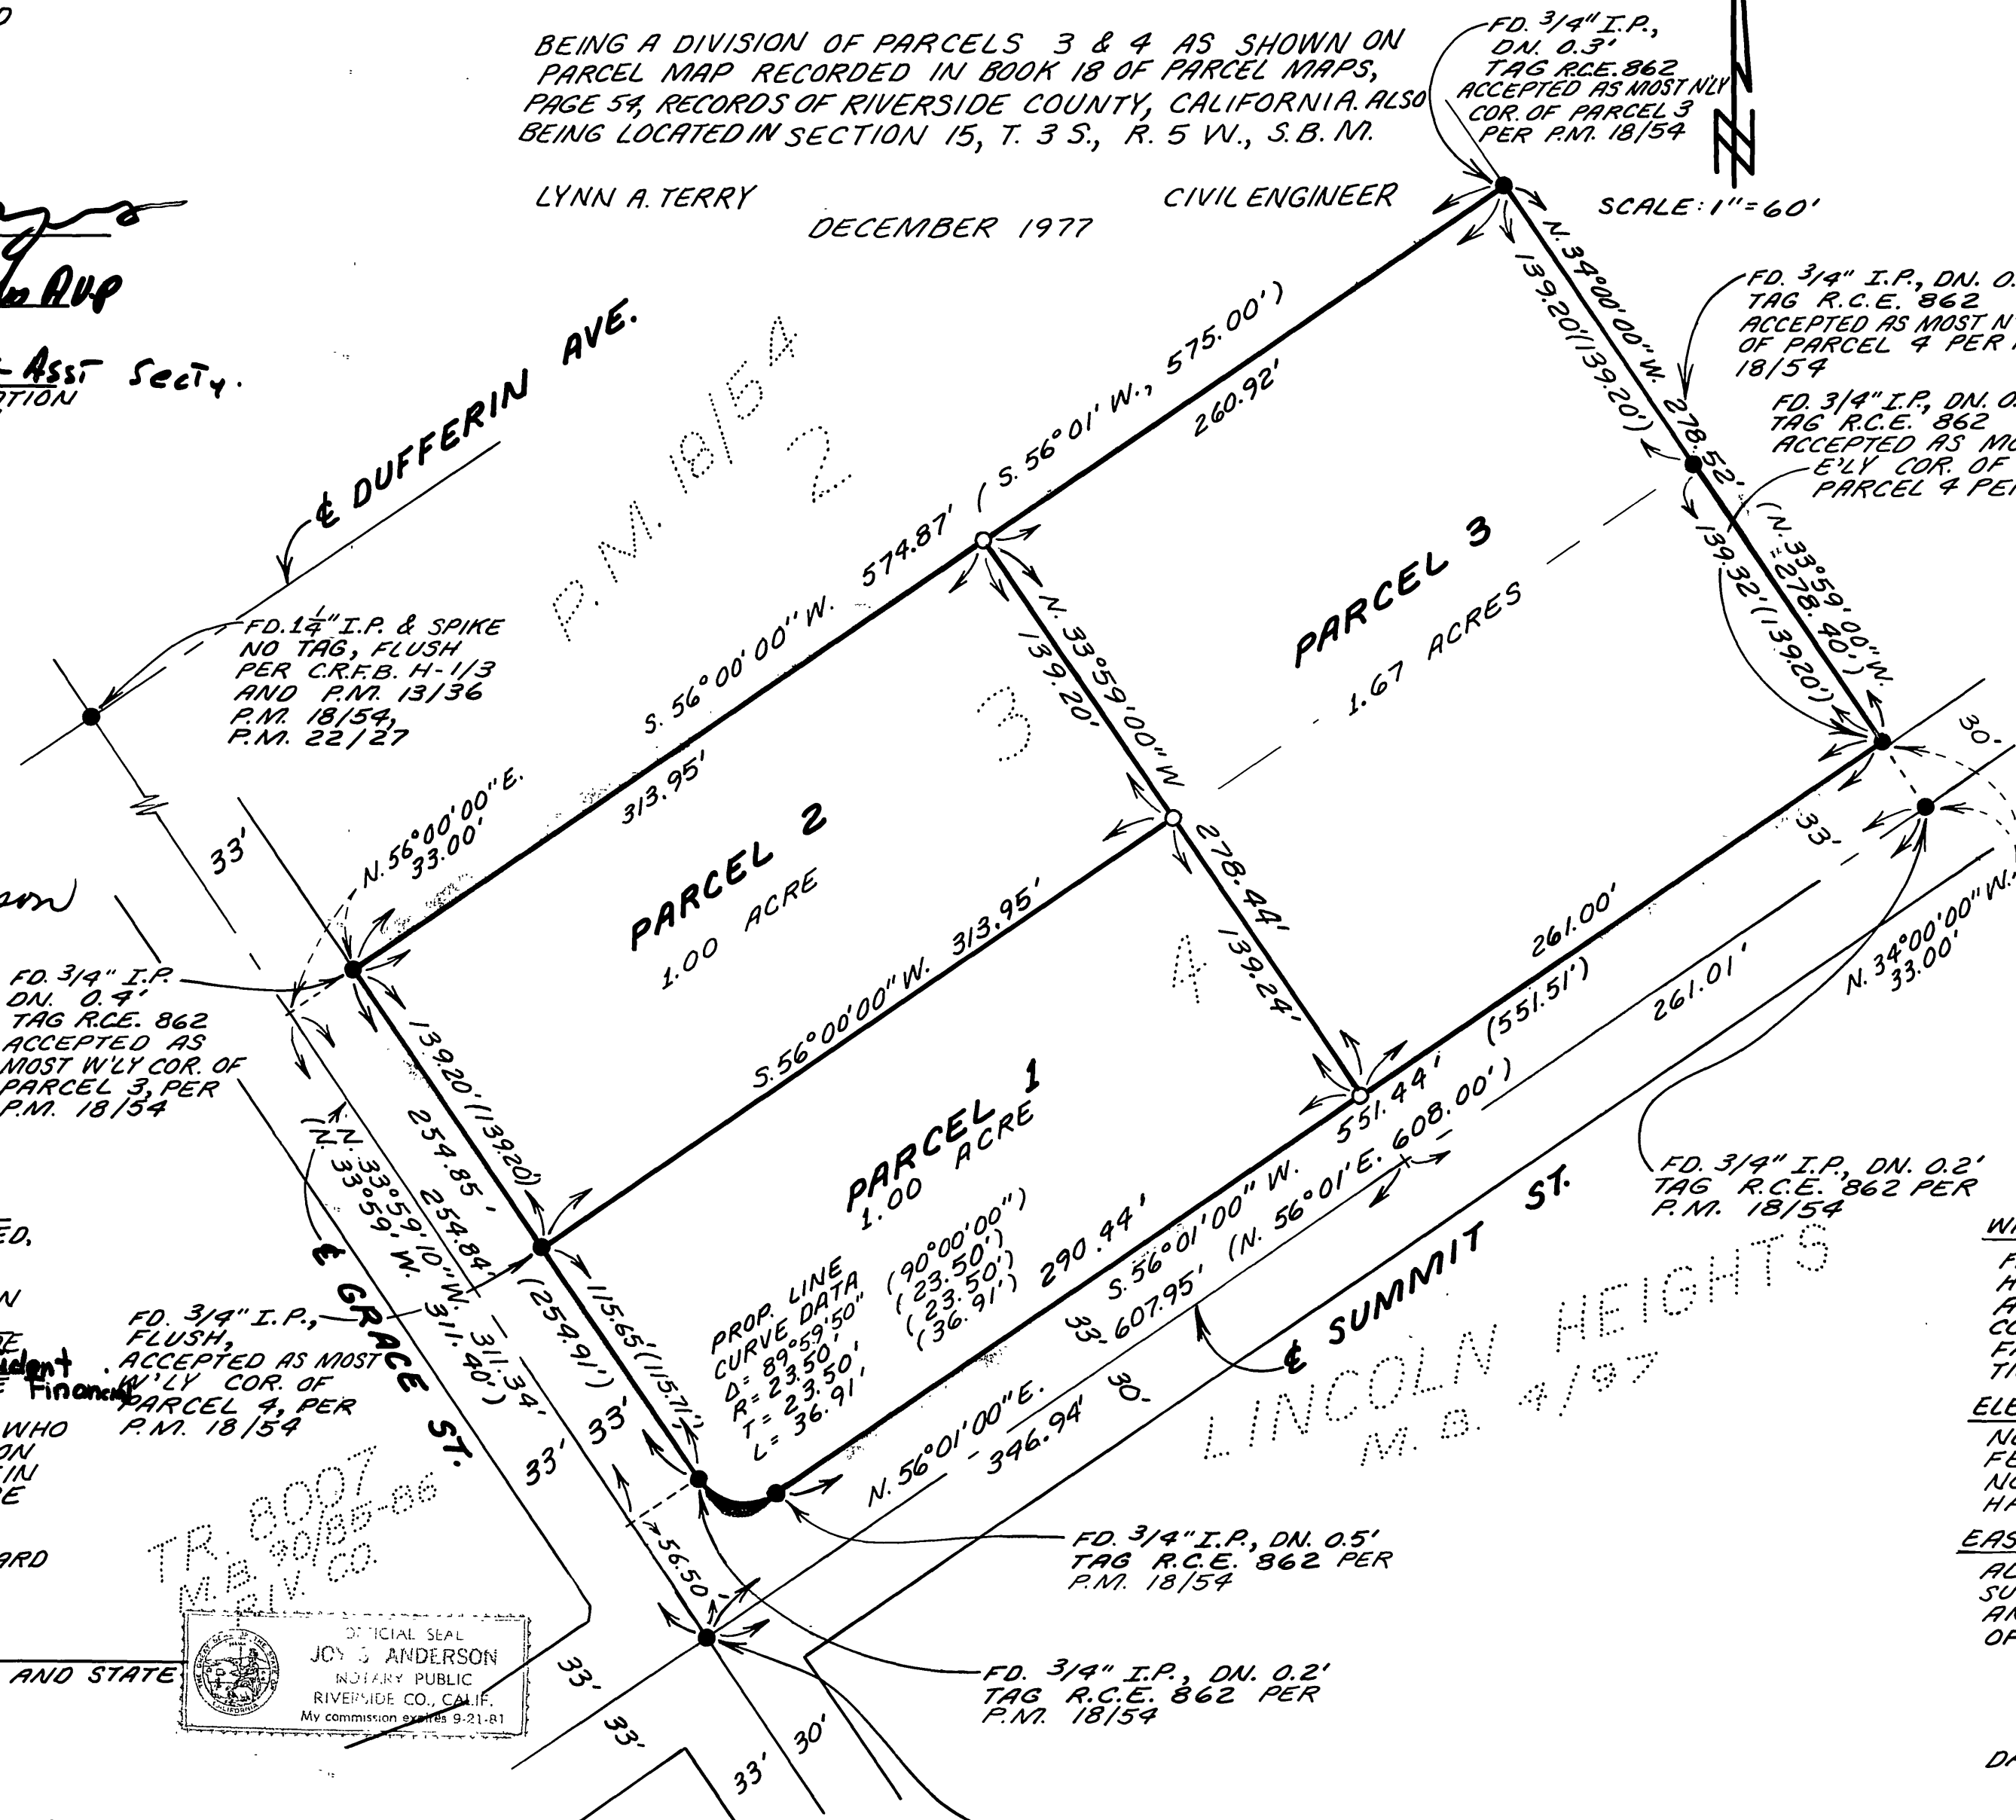 BEING A DIVISION OF PARCELS 3 & 4 AS SHOWN ON
PARCEL MAP RECORDED IN BOOK 18 OF PARCEL MAPS,
PAGE 54, RECORDS OF RIVERSIDE COUNTY, CALIFORNIA. ALSO
BEING LOCATED IN SECTION 15, T. 3 S., R. 5 W., S.B.M.
LYNN A. TERRY
CIVIL ENGINEER
DECEMBER 1977
FD. 3/4" I.P.,
DN. 0.3'
TAG R.C.E. 862
ACCEPTED AS MOST N'LY
COR. OF PARCEL 3
PER P.M. 18/54
SCALE: 1" = 60'
AVP
Asst Secty.
N. 34°00'00" W. 278.52'
139.20' (139.20')
FD. 3/4" I.P., DN. 0.
TAG R.C.E. 862
ACCEPTED AS MOST N'
OF PARCEL 4 PER
18/54
FD. 3/4" I.P., DN. 0.
TAG R.C.E. 862
ACCEPTED AS MO
E'LY COR. OF
PARCEL 4 PE
(N. 33°59'00" W.
= 278.40')
139.32' (139.20')
℄ DUFFERIN AVE.
P.M. 18/54
2
(S. 56°01' W., 575.00')
260.92'
S. 56°00'00" W. 574.87'
313.95'
FD. 1¼" I.P. & SPIKE
NO TAG, FLUSH
PER C.R.F.B. H-1/3
AND P.M. 13/36
P.M. 18/54,
P.M. 22/27
N. 56°00'00" E.
33.00'
33'
PARCEL 3
1.67 ACRES
3
N. 33°59'00" W
139.20'
278.44'
139.24'
PARCEL 2
1.00 ACRE
4
S. 56°00'00" W. 313.95'
PARCEL 1
1.00 ACRE
261.00'
(551.51')
261.01'
30'
33'
N. 34°00'00" W.
33.00'
FD. 3/4" I.P.
DN. 0.4'
TAG R.C.E. 862
ACCEPTED AS
MOST W'LY COR. OF
PARCEL 3, PER
P.M. 18/54
139.20' (139.20')
254.85'
254.84'
(254.91')
N. 33°59'10" W. 311.34'
(N. 33°59' W. 311.40')
115.65' (115.71')
FD. 3/4" I.P., DN. 0.2'
TAG R.C.E. 862 PER
P.M. 18/54
PROP. LINE
CURVE DATA
Δ = 89°59'50" (90°00'00")
R = 23.50' (23.50')
T = 23.50' (23.50')
L = 36.91' (36.91')
290.44'
S. 56°01'00" W. 551.44'
607.95' (N. 56°01' E. 608.00')
33'
30'
N. 56°01'00" E.
346.94'
℄ SUMMIT ST.
LINCOLN HEIGHTS
M.B. 4/97
℄ GRACE ST.
FD. 3/4" I.P.,
FLUSH,
ACCEPTED AS MOST
W'LY COR. OF
PARCEL 4, PER
P.M. 18/54
33'
33'
56.50'
TR. 8007
M.B. 90/85-86
RIV. CO.
FD. 3/4" I.P., DN. 0.5'
TAG R.C.E. 862 PER
P.M. 18/54
FD. 3/4" I.P., DN. 0.2'
TAG R.C.E. 862 PER
P.M. 18/54
33'
33'
33'
30'
Financial
WHO
AND STATE
OFFICIAL SEAL
JOY S ANDERSON
NOTARY PUBLIC
RIVERSIDE CO., CALIF.
My commission expires 9-21-81